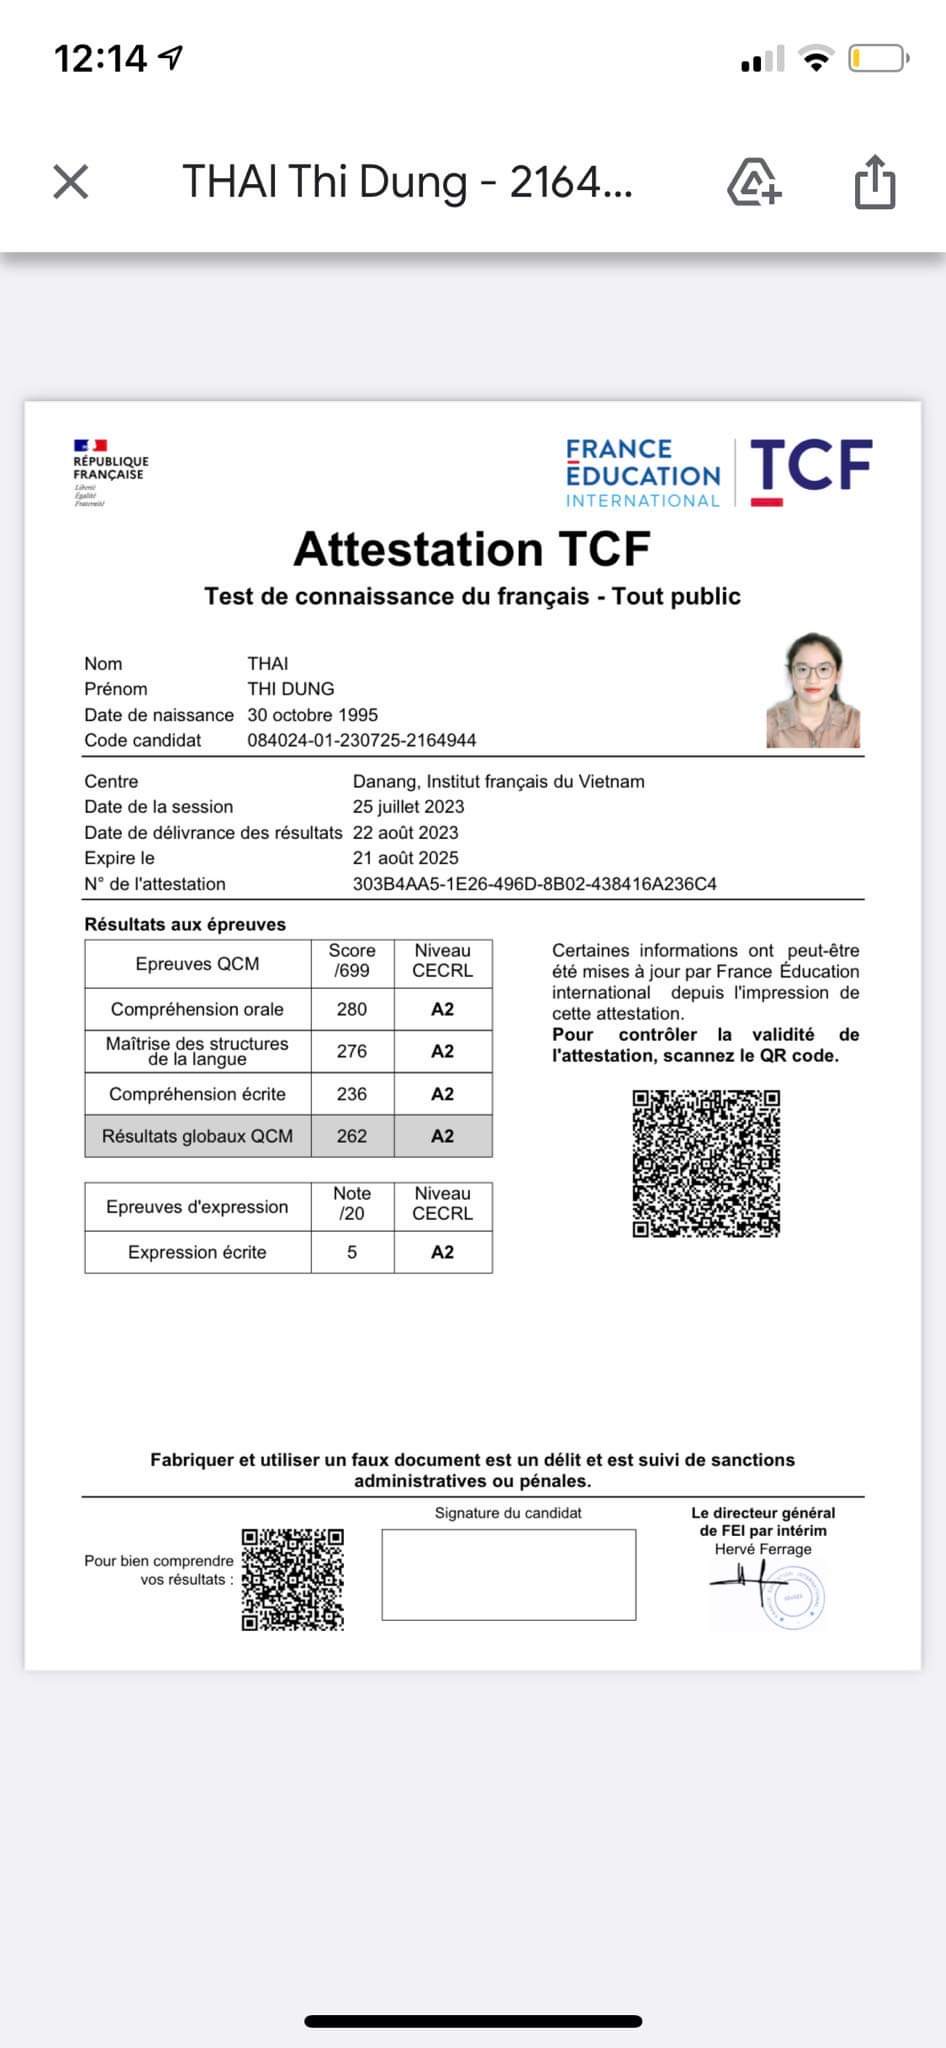 12:14
THAI Thi Dung - 2164...
RÉPUBLIQUE
FRANÇAISE
Liberté
Égalité
Fraternité
FRANCE
ÉDUCATION
INTERNATIONAL
TCF
Attestation TCF
Test de connaissance du français - Tout public
Nom THAI
Prénom THI DUNG
Date de naissance 30 octobre 1995
Code candidat 084024-01-230725-2164944
Centre Danang, Institut français du Vietnam
Date de la session 25 juillet 2023
Date de délivrance des résultats 22 août 2023
Expire le 21 août 2025
N° de l'attestation 303B4AA5-1E26-496D-8B02-438416A236C4
Résultats aux épreuves
Epreuves QCM Score /699 Niveau CECRL
Compréhension orale 280 A2
Maîtrise des structures
de la langue 276 A2
Compréhension écrite 236 A2
Résultats globaux QCM 262 A2
Epreuves d'expression Note /20 Niveau CECRL
Expression écrite 5 A2
Certaines informations ont peut-être
été mises à jour par France Éducation
international depuis l'impression de
cette attestation.
Pour contrôler la validité de
l'attestation, scannez le QR code.
Fabriquer et utiliser un faux document est un délit et est suivi de sanctions
administratives ou pénales.
Pour bien comprendre
vos résultats :
Signature du candidat
Le directeur général
de FEI par intérim
Hervé Ferrage